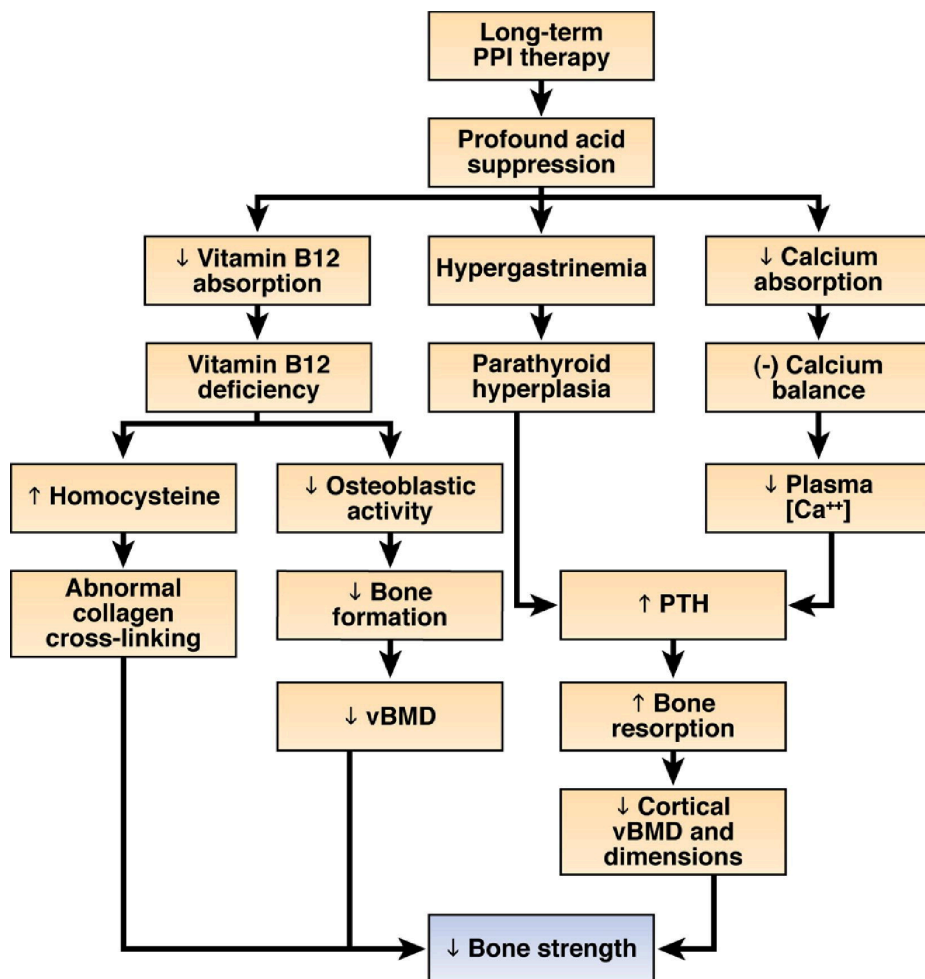 Long-term
PPI therapy
Profound acid
suppression
↓ Vitamin B12
absorption
Hypergastrinemia
↓ Calcium
absorption
Vitamin B12
deficiency
Parathyroid
hyperplasia
(-) Calcium
balance
↑ Homocysteine
↓ Osteoblastic
activity
↓ Plasma
[Ca⁺⁺]
Abnormal
collagen
cross-linking
↓ Bone
formation
↑ PTH
↓ vBMD
↑ Bone
resorption
↓ Cortical
vBMD and
dimensions
↓ Bone strength